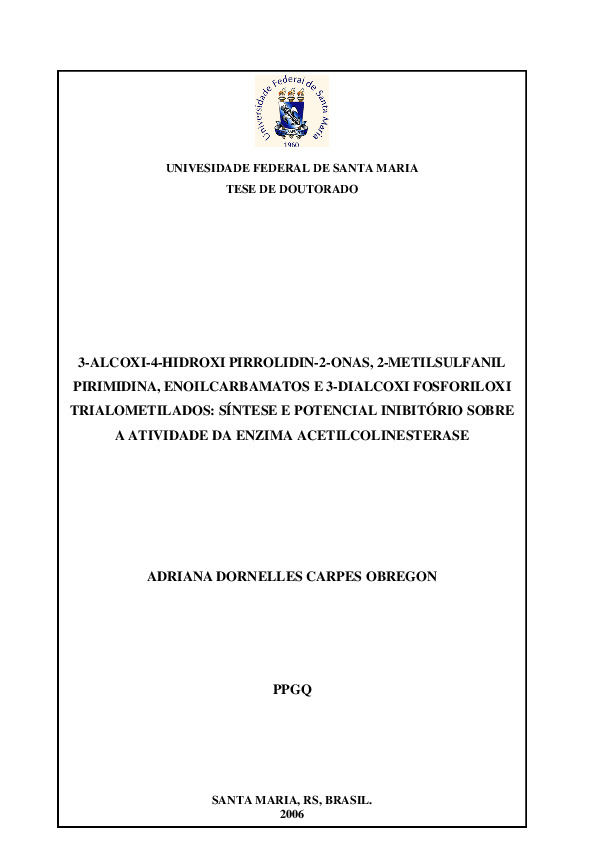 Universidade Federal de Santa Maria
1960
UNIVESIDADE FEDERAL DE SANTA MARIA
TESE DE DOUTORADO
3-ALCOXI-4-HIDROXI PIRROLIDIN-2-ONAS, 2-METILSULFANIL
PIRIMIDINA, ENOILCARBAMATOS E 3-DIALCOXI FOSFORILOXI
TRIALOMETILADOS: SÍNTESE E POTENCIAL INIBITÓRIO SOBRE
A ATIVIDADE DA ENZIMA ACETILCOLINESTERASE
ADRIANA DORNELLES CARPES OBREGON
PPGQ
SANTA MARIA, RS, BRASIL.
2006